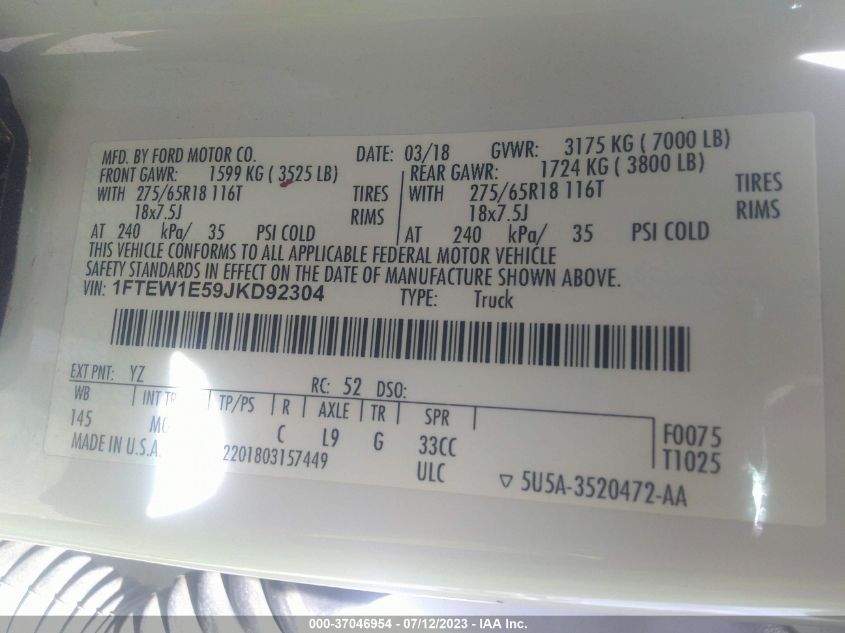 MFD. BY FORD MOTOR CO. DATE: 03/18 GVWR: 3175 KG ( 7000 LB)
FRONT GAWR: 1599 KG ( 3525 LB) REAR GAWR: 1724 KG ( 3800 LB)
WITH 275/65R18 116T TIRES WITH 275/65R18 116T TIRES
18x7.5J RIMS 18x7.5J RIMS
AT 240 kPa/ 35 PSI COLD AT 240 kPa/ 35 PSI COLD
THIS VEHICLE CONFORMS TO ALL APPLICABLE FEDERAL MOTOR VEHICLE
SAFETY STANDARDS IN EFFECT ON THE DATE OF MANUFACTURE SHOWN ABOVE.
VIN: 1FTEW1E59JKD92304 TYPE: Truck
EXT PNT: YZ RC: 52 DSO:
WB INT TP/PS R AXLE TR SPR
145 C L9 G 33CC F0075
MADE IN U.S.A. 2201803157449 ULC T1025
5U5A-3520472-AA
000-37046954 - 07/12/2023 - IAA Inc.